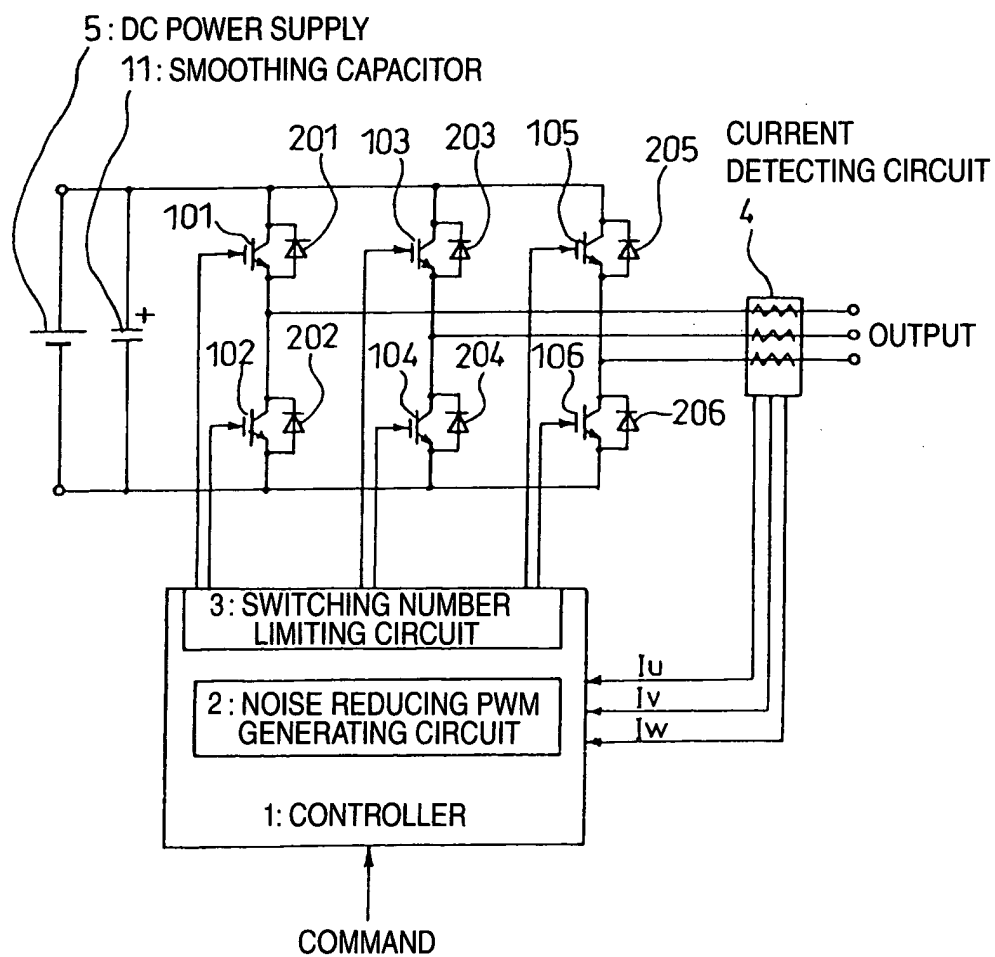 5: DC POWER SUPPLY
11: SMOOTHING CAPACITOR
201
103
203
105
205
CURRENT
DETECTING CIRCUIT
4
101
+
OUTPUT
102
202
104
204
106
206
3: SWITCHING NUMBER
LIMITING CIRCUIT
Iu
Iv
Iw
2: NOISE REDUCING PWM
GENERATING CIRCUIT
1: CONTROLLER
COMMAND